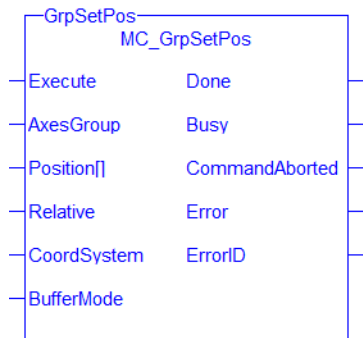 GrpSetPos
MC_GrpSetPos
Execute Done
AxesGroup Busy
Position[] CommandAborted
Relative Error
CoordSystem ErrorID
BufferMode